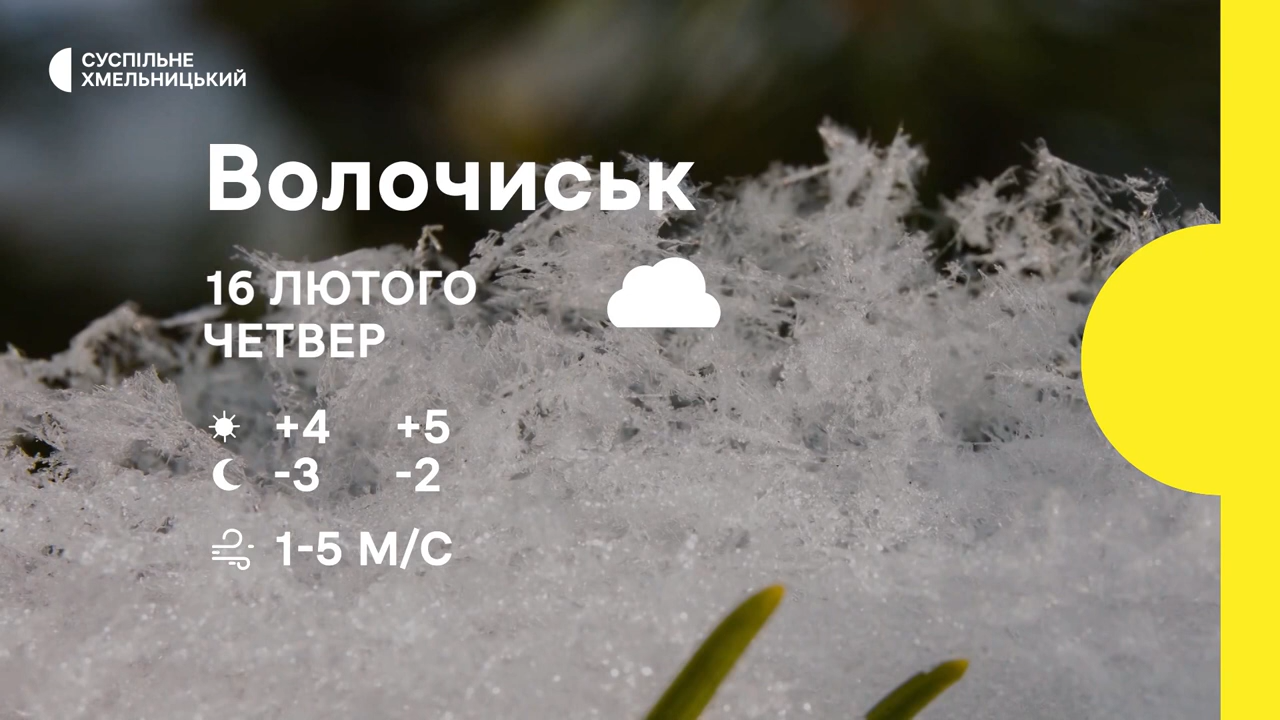 СУСПІЛЬНЕ
ХМЕЛЬНИЦЬКИЙ
Волочиськ
16 ЛЮТОГО
ЧЕТВЕР
+4 +5
-3 -2
1-5 М/С